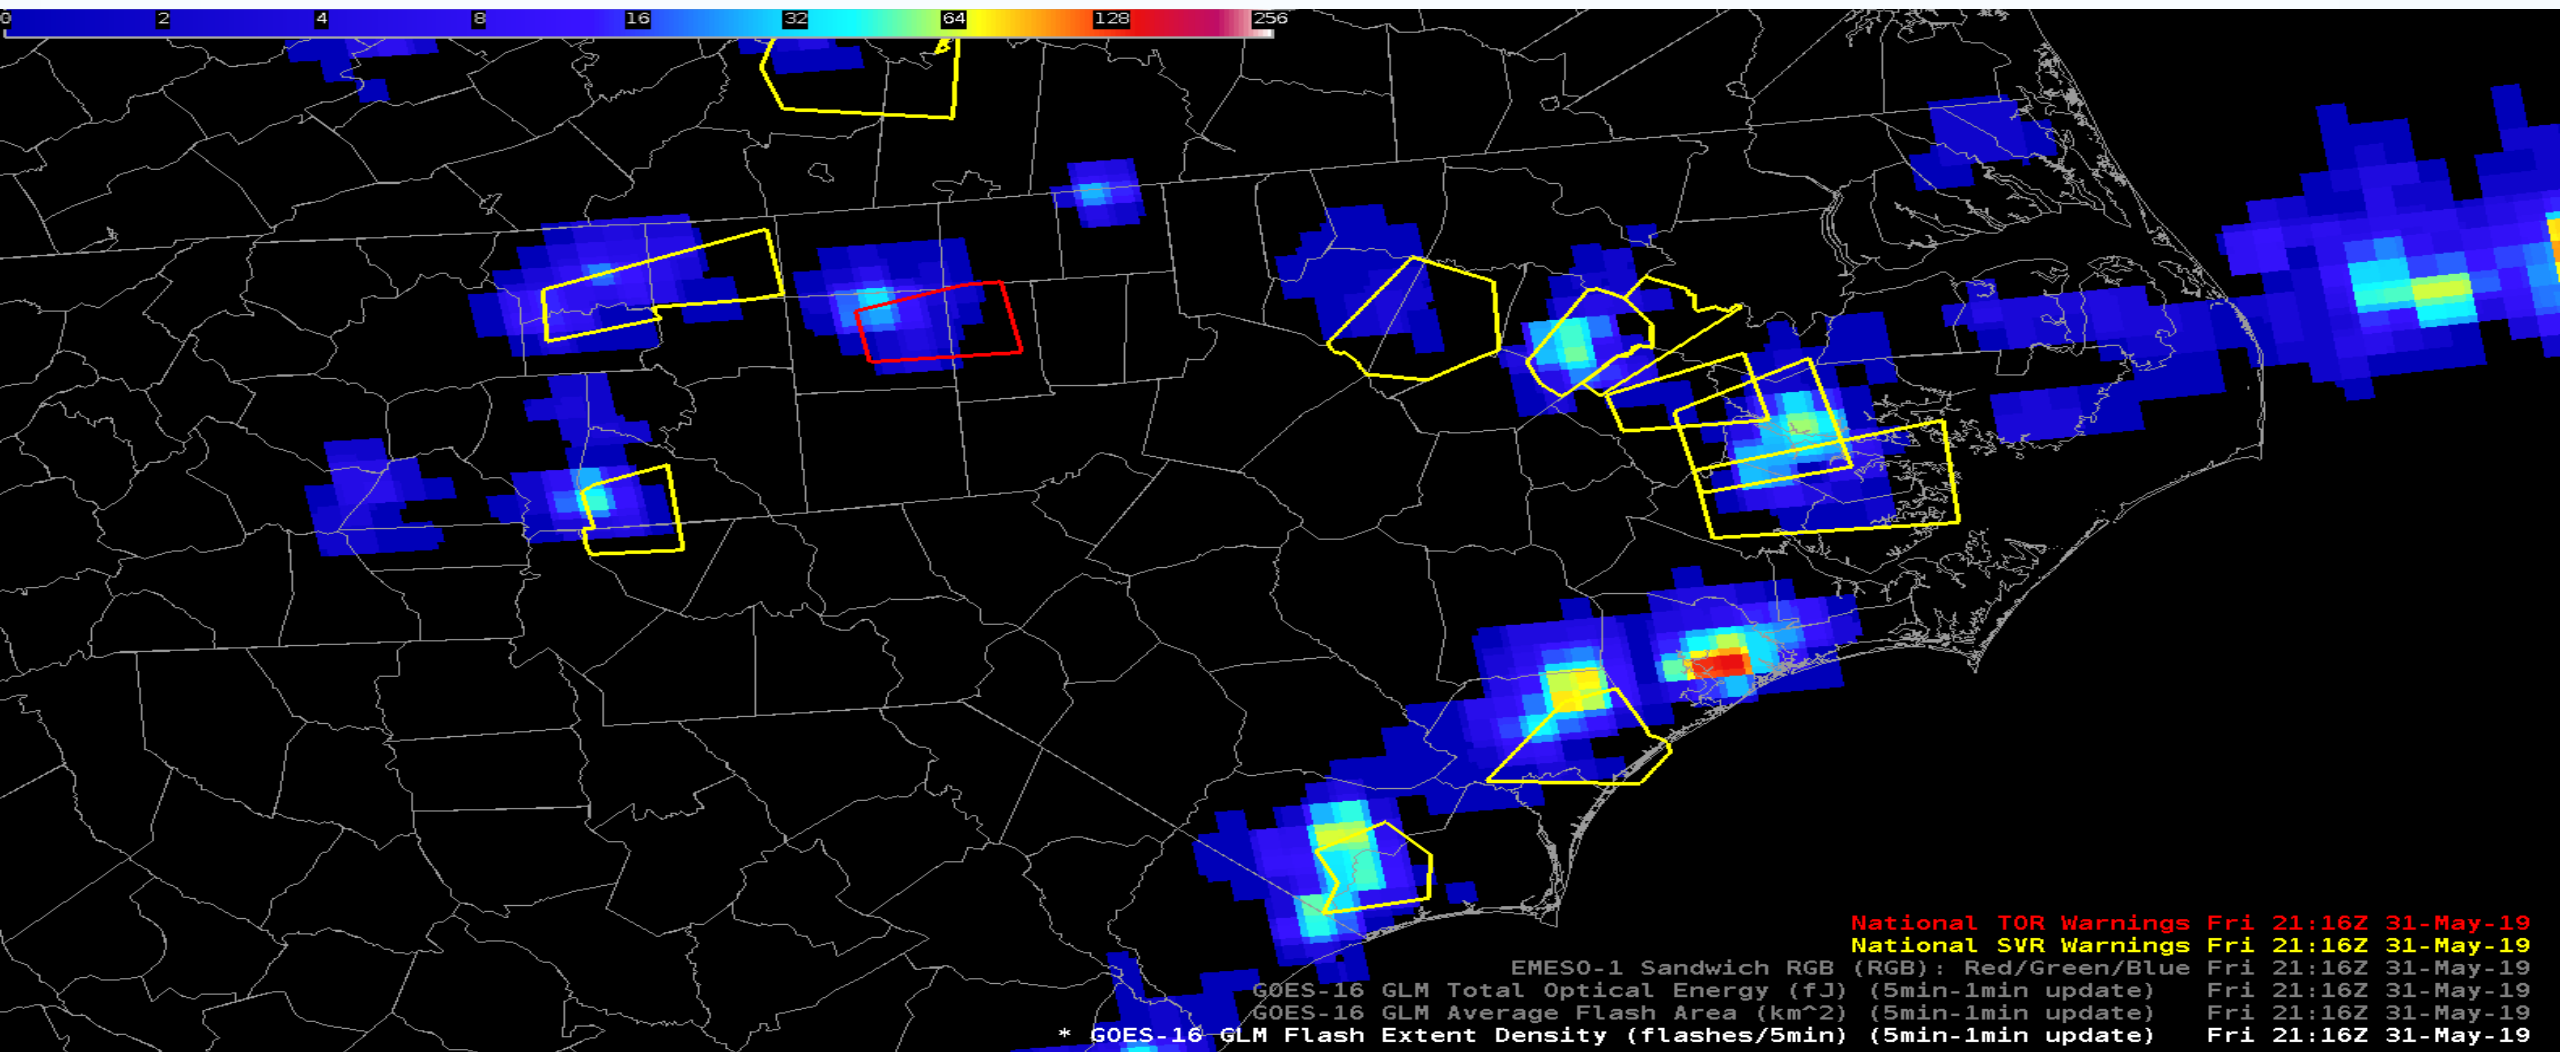 0 2 4 8 16 32 64 128 256
National TOR Warnings Fri 21:16Z 31-May-19
National SVR Warnings Fri 21:16Z 31-May-19
EMESO-1 Sandwich RGB (RGB): Red/Green/Blue Fri 21:16Z 31-May-19
GOES-16 GLM Total Optical Energy (fJ) (5min-1min update) Fri 21:16Z 31-May-19
GOES-16 GLM Average Flash Area (km^2) (5min-1min update) Fri 21:16Z 31-May-19
* GOES-16 GLM Flash Extent Density (flashes/5min) (5min-1min update) Fri 21:16Z 31-May-19